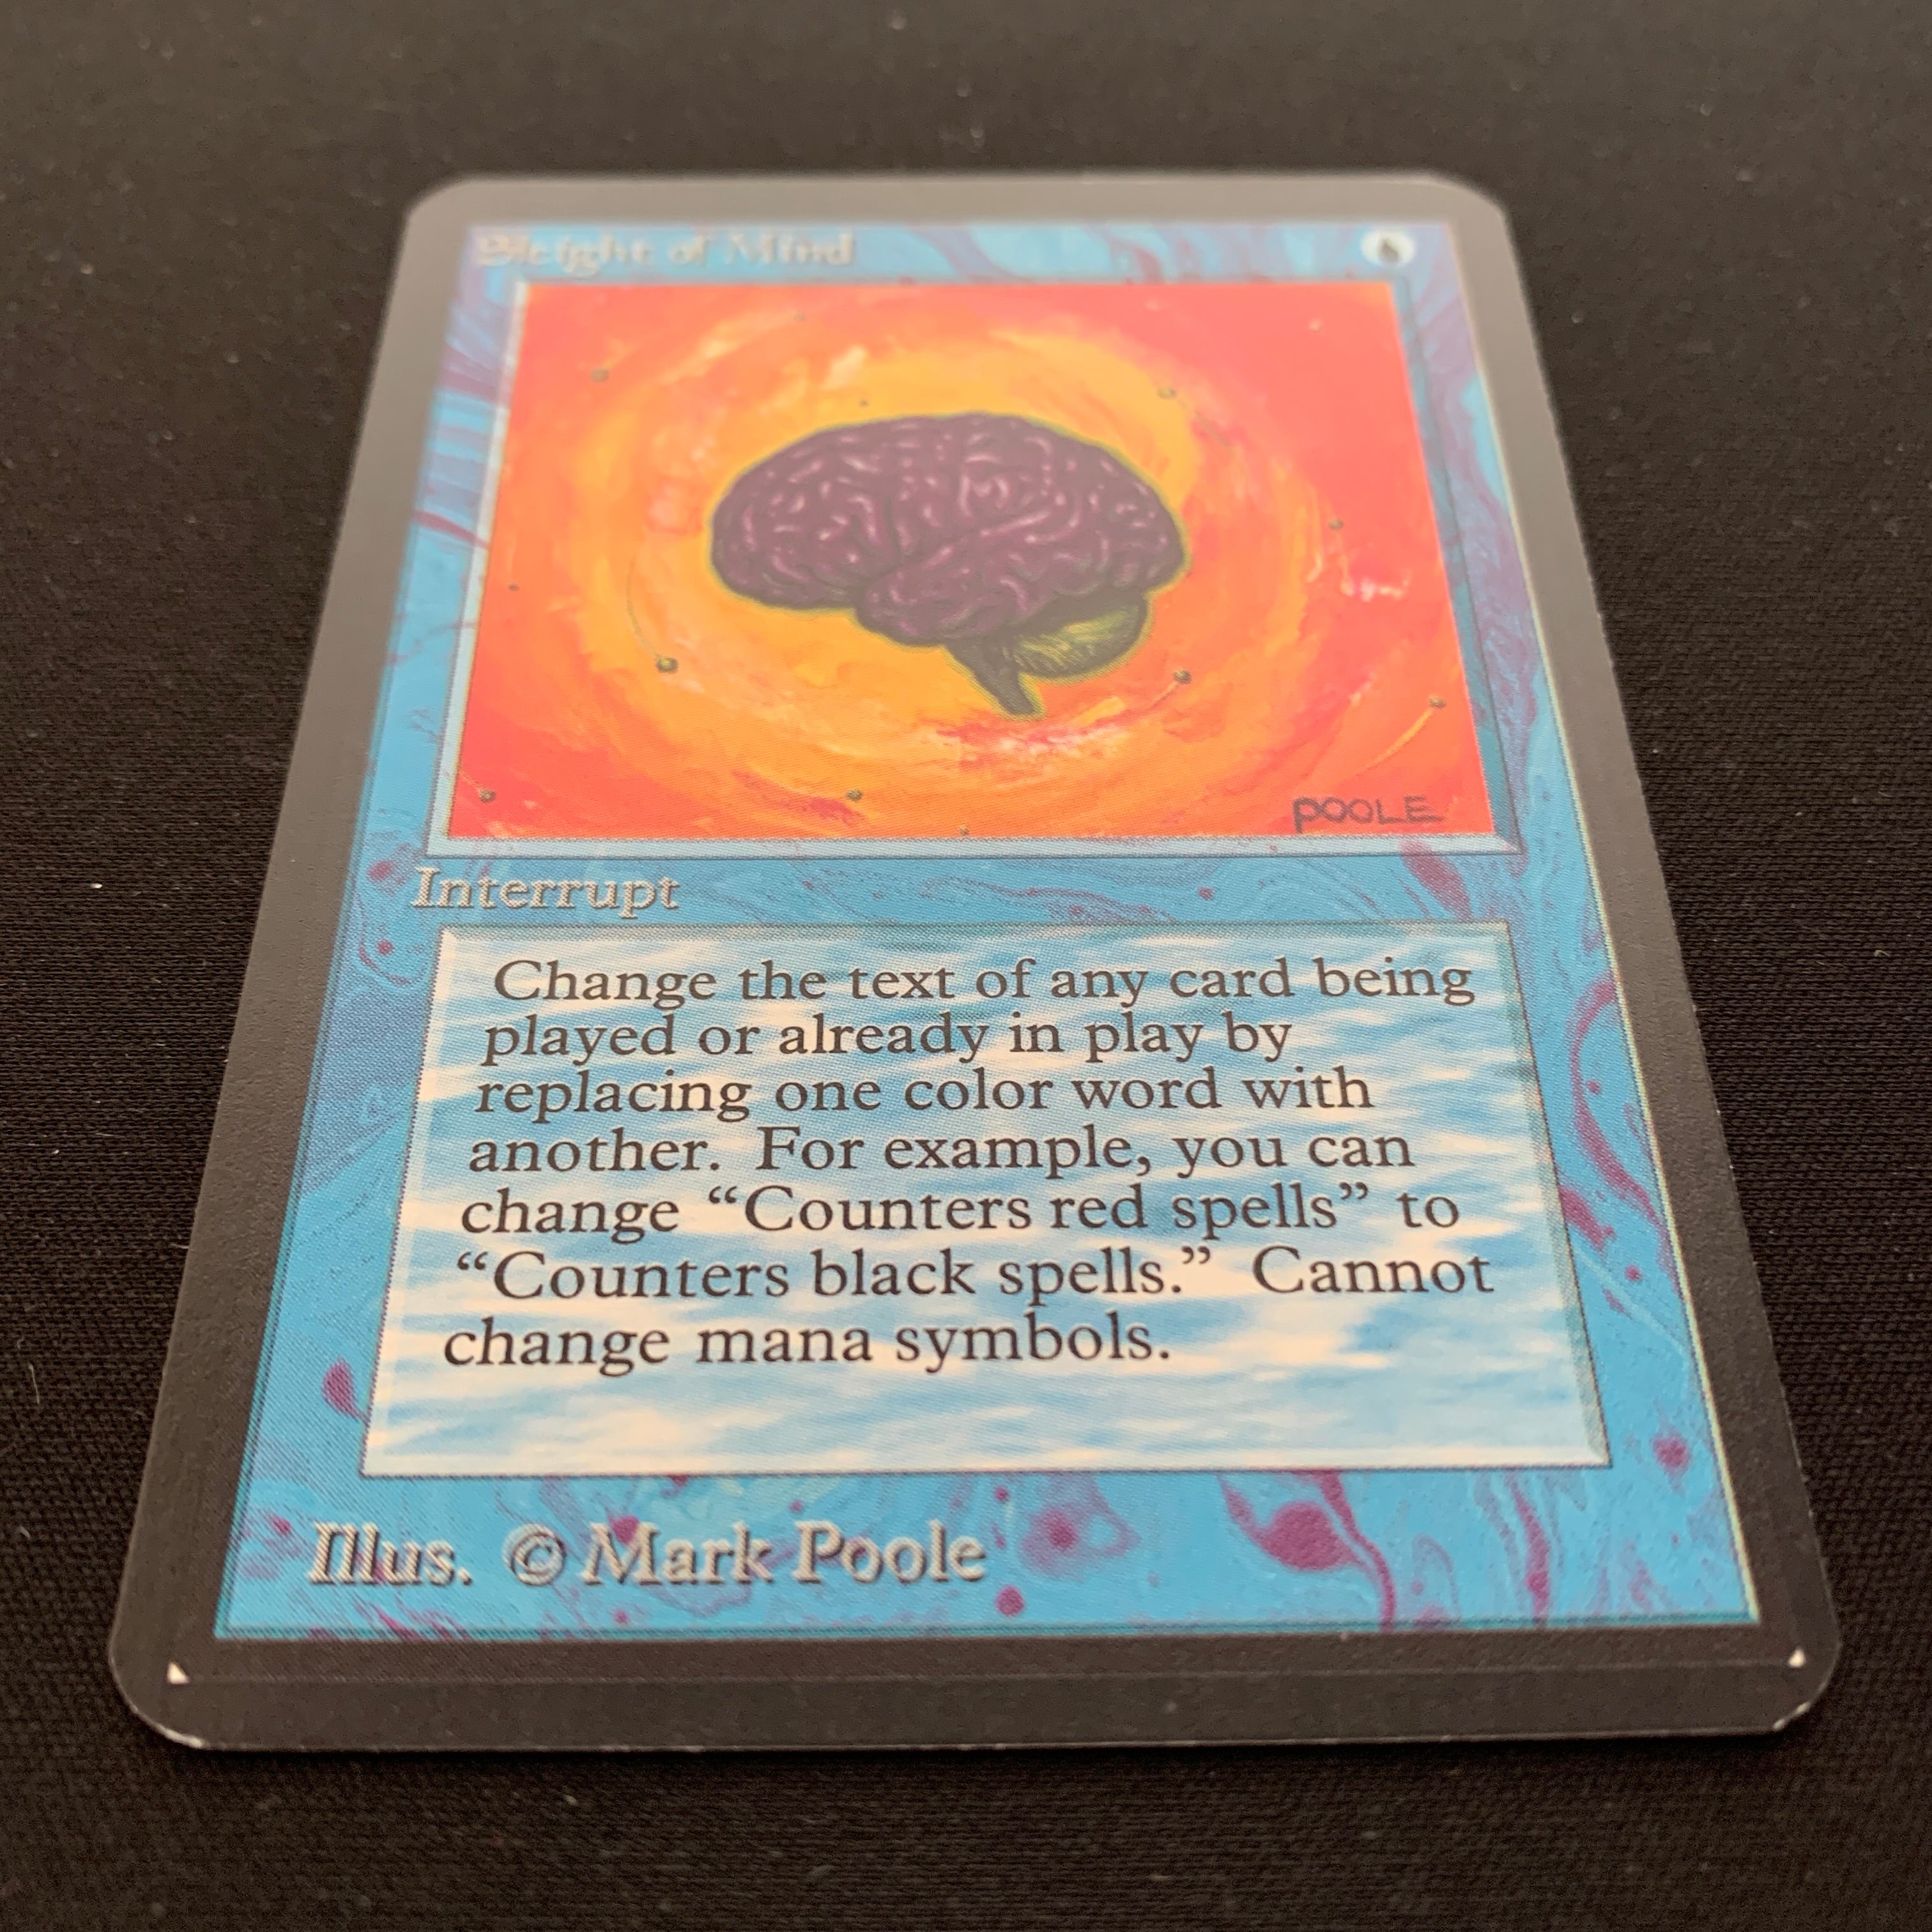 Sleight of Mind
POOLE
Interrupt
Change the text of any card being
played or already in play by
replacing one color word with
another. For example, you can
change “Counters red spells” to
“Counters black spells.” Cannot
change mana symbols.
Illus. © Mark Poole